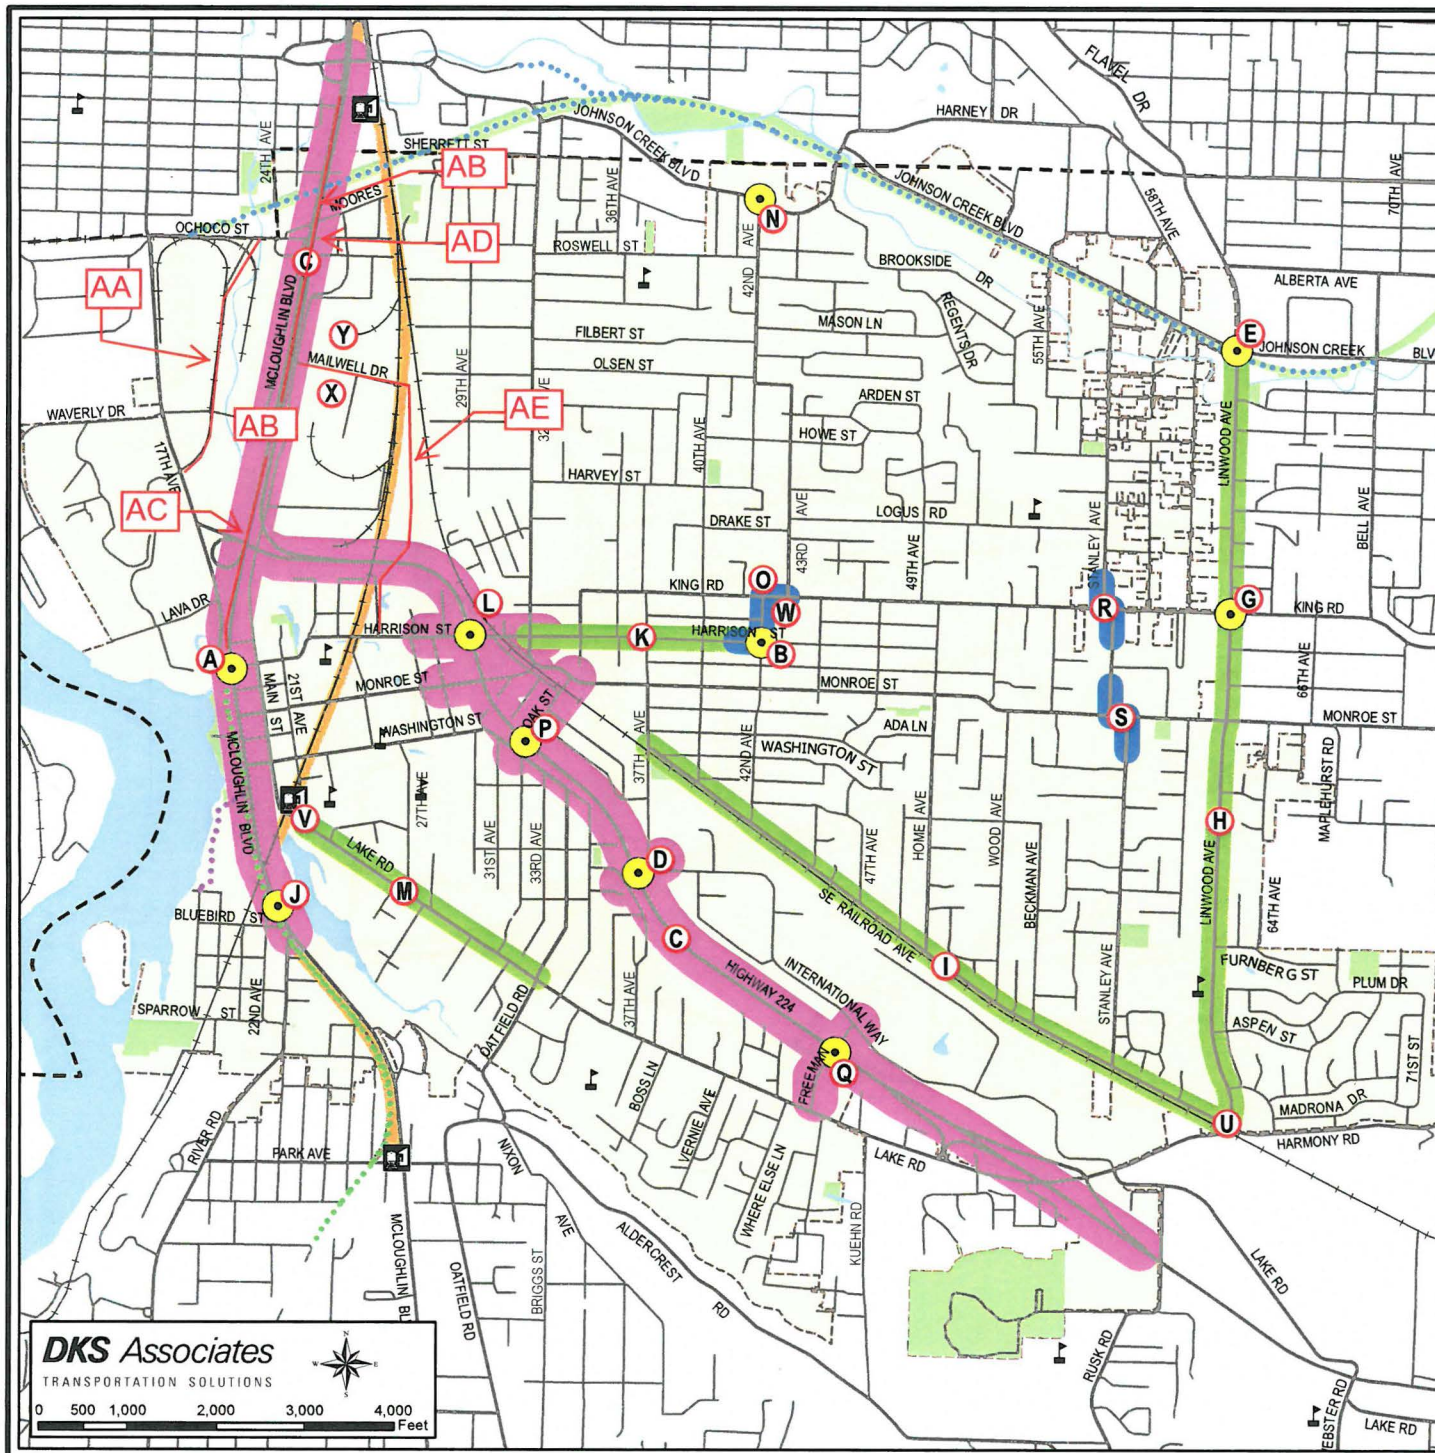 FLAVEL DR
HARNEY DR
JOHNSON CREEK BLVD
SHERRETT ST
24TH AVE
AB
MOORES
36TH AVE
JOHNSON CREEK BLVD
58TH AVE
70TH AVE
OCHOCO ST
N
AD
ROSWELL ST
42ND AVE
BROOKSIDE DR
C
ALBERTA AVE
AA
MCLOUGHLIN BLVD
Y
FILBERT ST
MASON LN
REGENTS DR
55TH AVE
E
JOHNSON CREEK BLV
MAILWELL DR
OLSEN ST
29TH AVE
X
AE
32
ARDEN ST
WAVERLY DR
AB
HOWE ST
40TH AVE
LINWOOD AVE
17TH AVE
HARVEY ST
AC
DRAKE ST
43RD AVE
LOGUS RD
49TH AVE
STANLEY AVE
BELL AVE
LAVA DR
L
KING RD
O
W
R
G
KING RD
HARRISON ST
K
HARRISON ST
B
A
MAIN ST
21ST AVE
MONROE ST
MONROE ST
66TH AVE
WASHINGTON ST
OAK ST
P
37TH AVE
42ND AVE
WASHINGTON ST
ADA LN
S
MONROE ST
MCLOUGHLIN BLVD
27TH AVE
31ST AVE
33RD AVE
47TH AVE
HOME AVE
WOOD AVE
BECKMAN AVE
MAPLEHURST RD
V
H
LAKE RD
M
D
LINWOOD AVE
64TH AVE
J
BLUEBIRD ST
C
SE RAILROAD AVE
I
HIGHWAY 224
INTERNATIONAL WAY
FURNBERG ST
PLUM DR
SPARROW ST
22ND AVE
OATFIELD RD
37TH AVE
STANLEY AVE
ASPEN ST
71ST ST
FREEMAN
Q
BOSS LN
VERNIE AVE
MADRONA DR
U
HARMONY RD
RIVER RD
PARK AVE
NIXON AVE
WHERE ELSE LN
LAKE RD
KUEHN RD
MCLOUGHLIN BL
OATFIELD RD
BRIGGS ST
ALDERCREST RD
LAKE RD
RUSK RD
EBSTER RD
LAKE RD
DKS Associates
TRANSPORTATION SOLUTIONS
N
W E
S
0 500 1,000 2,000 3,000 4,000
Feet